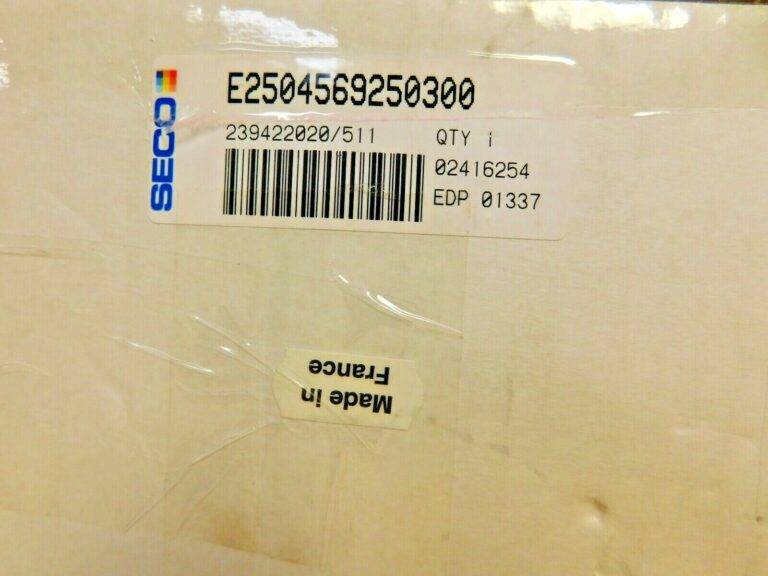 SECO
E2504569250300
239422020/511
QTY 1
02416254
EDP 01337
Made in
France